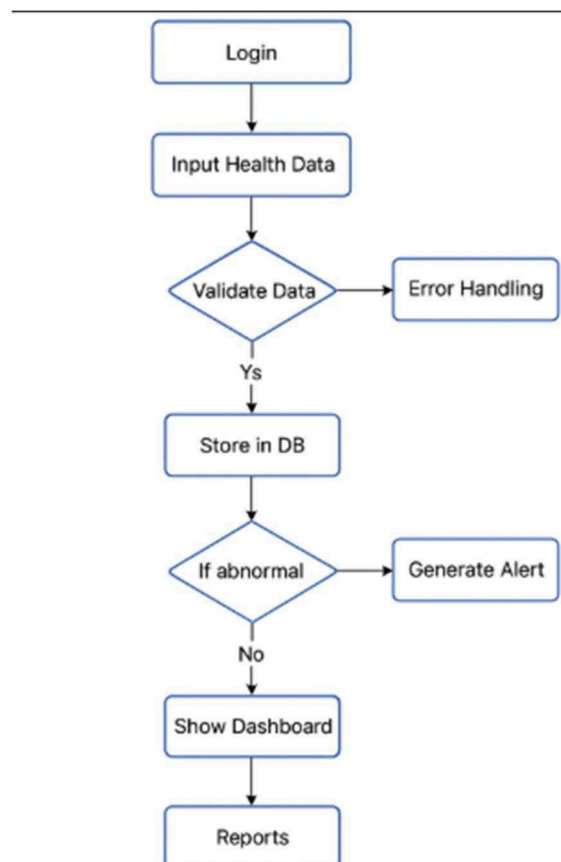 Login
Input Health Data
Validate Data
Error Handling
Ys
Store in DB
If abnormal
Generate Alert
No
Show Dashboard
Reports